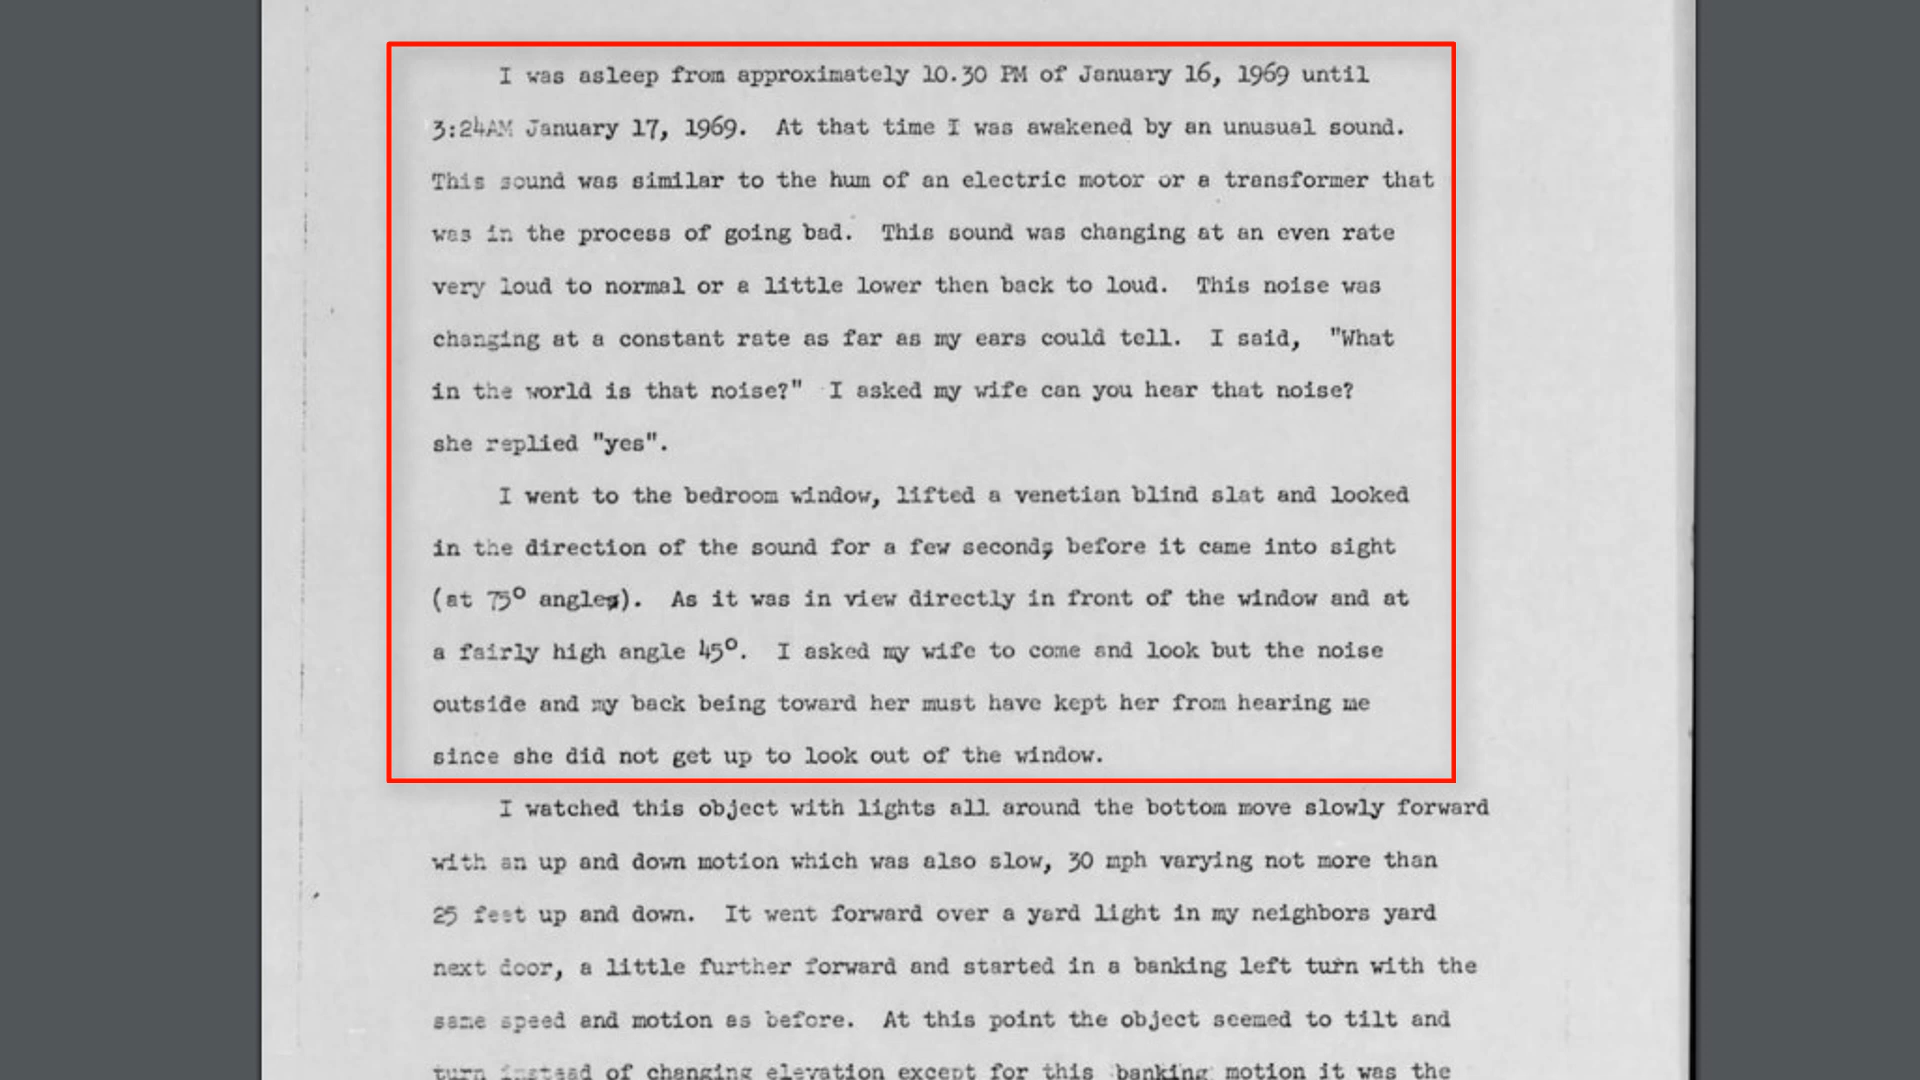 I was asleep from approximately 10.30 PM of January 16, 1969 until
3:24AM January 17, 1969. At that time I was awakened by an unusual sound.
This sound was similar to the hum of an electric motor or a transformer that
was in the process of going bad. This sound was changing at an even rate
very loud to normal or a little lower then back to loud. This noise was
changing at a constant rate as far as my ears could tell. I said, "What
in the world is that noise?" I asked my wife can you hear that noise?
she replied "yes".
I went to the bedroom window, lifted a venetian blind slat and looked
in the direction of the sound for a few seconds before it came into sight
(at 75° angles). As it was in view directly in front of the window and at
a fairly high angle 45°. I asked my wife to come and look but the noise
outside and my back being toward her must have kept her from hearing me
since she did not get up to look out of the window.
I watched this object with lights all around the bottom move slowly forward
with an up and down motion which was also slow, 30 mph varying not more than
25 feet up and down. It went forward over a yard light in my neighbors yard
next door, a little further forward and started in a banking left turn with the
same speed and motion as before. At this point the object seemed to tilt and
turn instead of changing elevation except for this banking motion it was the